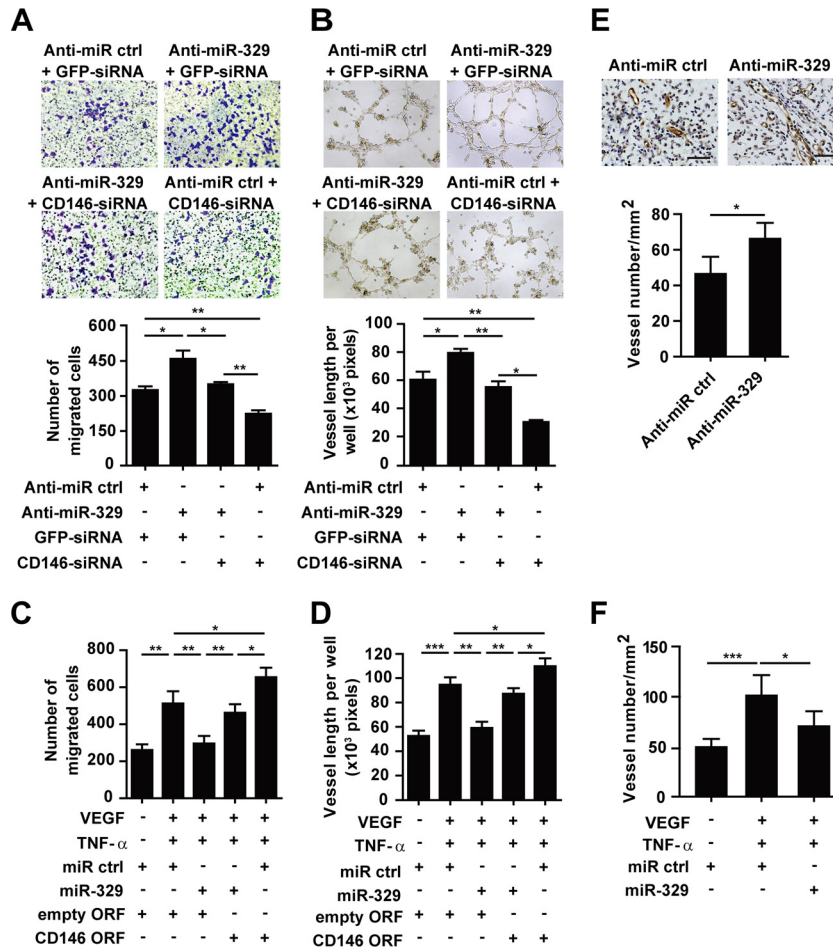 A
Anti-miR ctrl
+ GFP-siRNA
Anti-miR-329
+ GFP-siRNA
Anti-miR-329
+ CD146-siRNA
Anti-miR ctrl +
CD146-siRNA
Number of
migrated cells
600
450
300
150
0
**
* *
**
Anti-miR ctrl + - - +
Anti-miR-329 - + + -
GFP-siRNA + + - -
CD146-siRNA - - + +
B
Anti-miR ctrl
+ GFP-siRNA
Anti-miR-329
+ GFP-siRNA
Anti-miR-329
+ CD146-siRNA
Anti-miR ctrl +
CD146-siRNA
Vessel length per
well (x10³ pixels)
100
80
60
40
20
0
**
* **
*
Anti-miR ctrl + - - +
Anti-miR-329 - + + -
GFP-siRNA + + - -
CD146-siRNA - - + +
E
Anti-miR ctrl
Anti-miR-329
Vessel number/mm²
80
60
40
20
0
*
Anti-miR ctrl
Anti-miR-329
C
Number of
migrated cells
800
600
400
200
0
*
** ** ** *
VEGF - + + + +
TNF-α - + + + +
miR ctrl + + - - +
miR-329 - - + + -
empty ORF + + + - -
CD146 ORF - - - + +
D
Vessel length per well
(x10³ pixels)
120
100
80
60
40
20
0
*
*** ** ** *
VEGF - + + + +
TNF-α - + + + +
miR ctrl + + - - +
miR-329 - - + + -
empty ORF + + + - -
CD146 ORF - - - + +
F
Vessel number/mm²
150
100
50
0
*** *
VEGF - + +
TNF-α - + +
miR ctrl + + -
miR-329 - - +